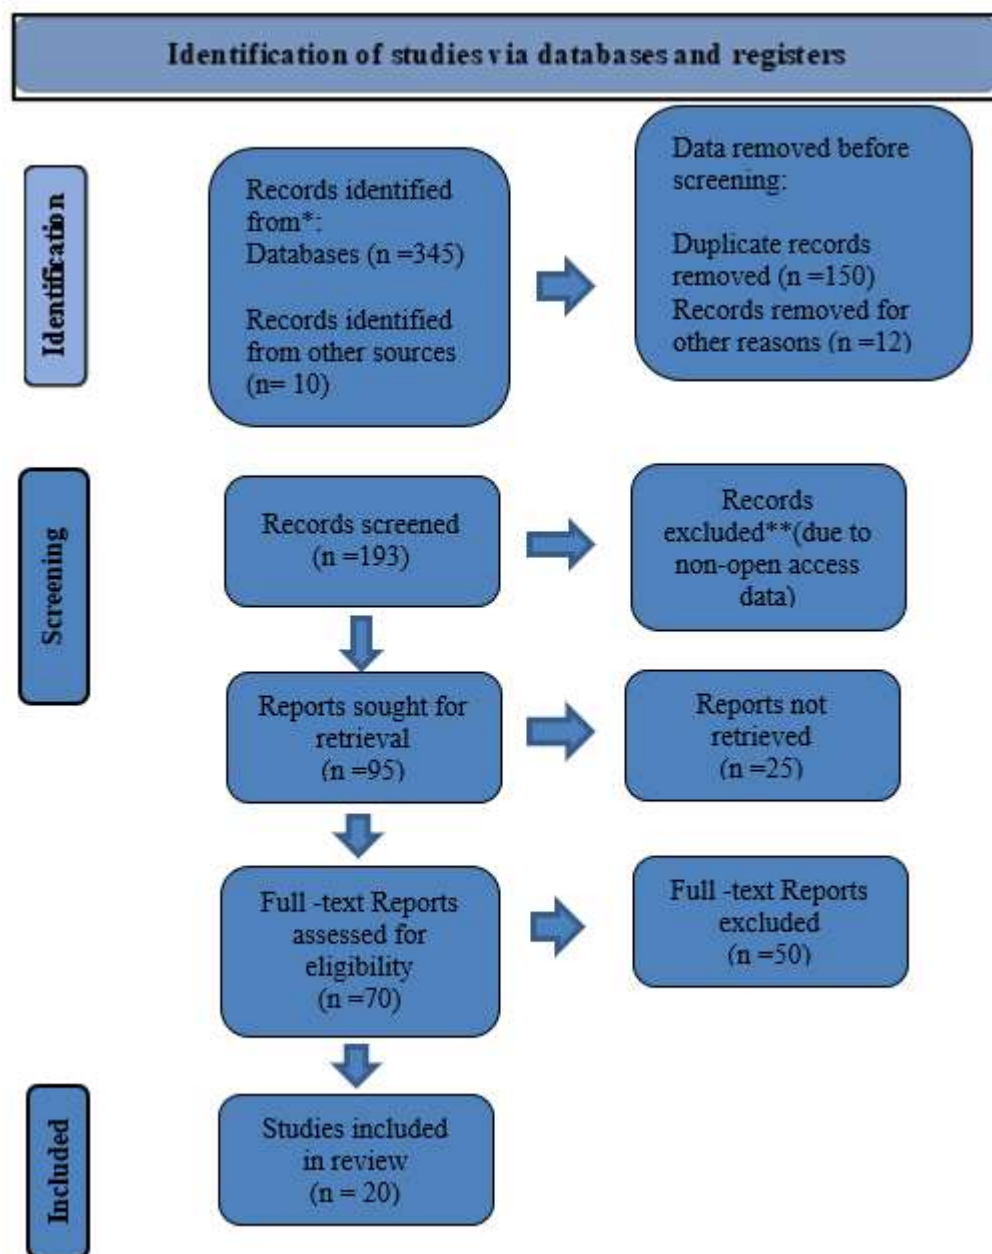 Identification of studies via databases and registers
Identification
Records identified
from*:
Databases (n =345)
Records identified
from other sources
(n= 10)
Data removed before
screening:
Duplicate records
removed (n =150)
Records removed for
other reasons (n =12)
Screening
Records screened
(n =193)
Records
excluded**(due to
non-open access
data)
Reports sought for
retrieval
(n =95)
Reports not
retrieved
(n =25)
Full -text Reports
assessed for
eligibility
(n =70)
Full -text Reports
excluded
(n =50)
Included
Studies included
in review
(n = 20)